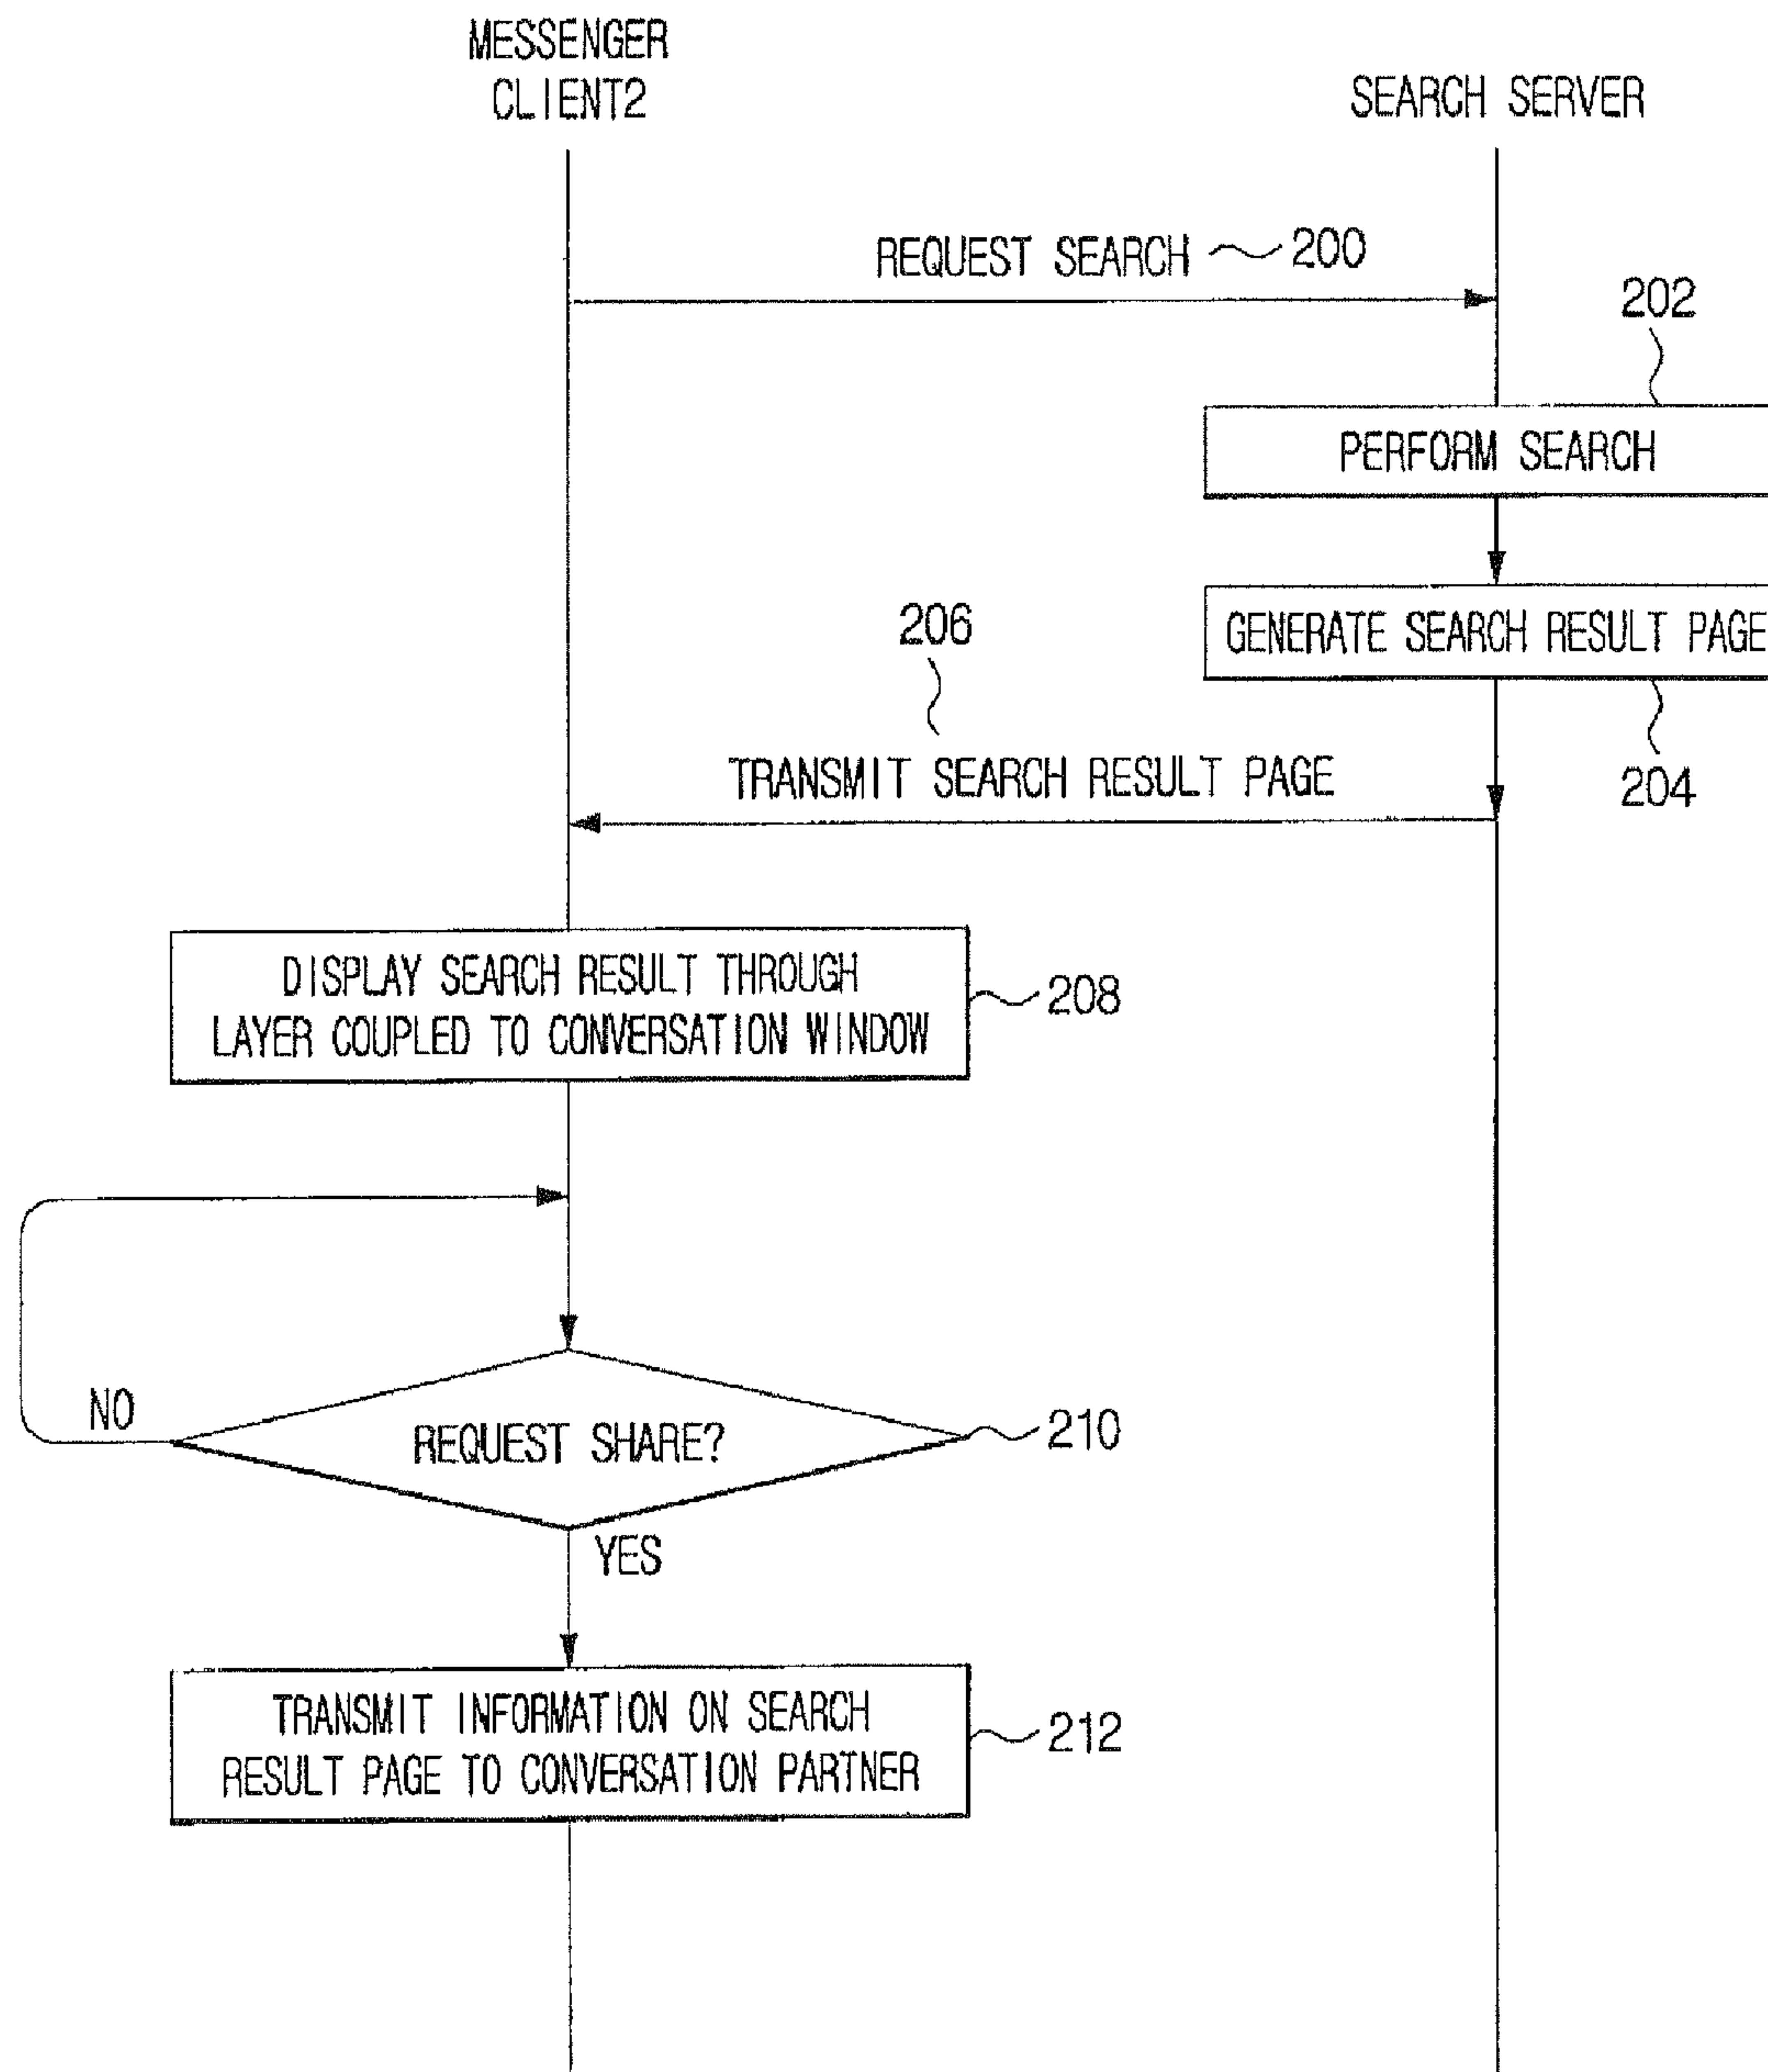 MESSENGER
CLIENT2
SEARCH SERVER
REQUEST SEARCH 200
202
PERFORM SEARCH
GENERATE SEARCH RESULT PAGE
206
TRANSMIT SEARCH RESULT PAGE
204
DISPLAY SEARCH RESULT THROUGH
LAYER COUPLED TO CONVERSATION WINDOW
208
NO
REQUEST SHARE?
210
YES
TRANSMIT INFORMATION ON SEARCH
RESULT PAGE TO CONVERSATION PARTNER
212